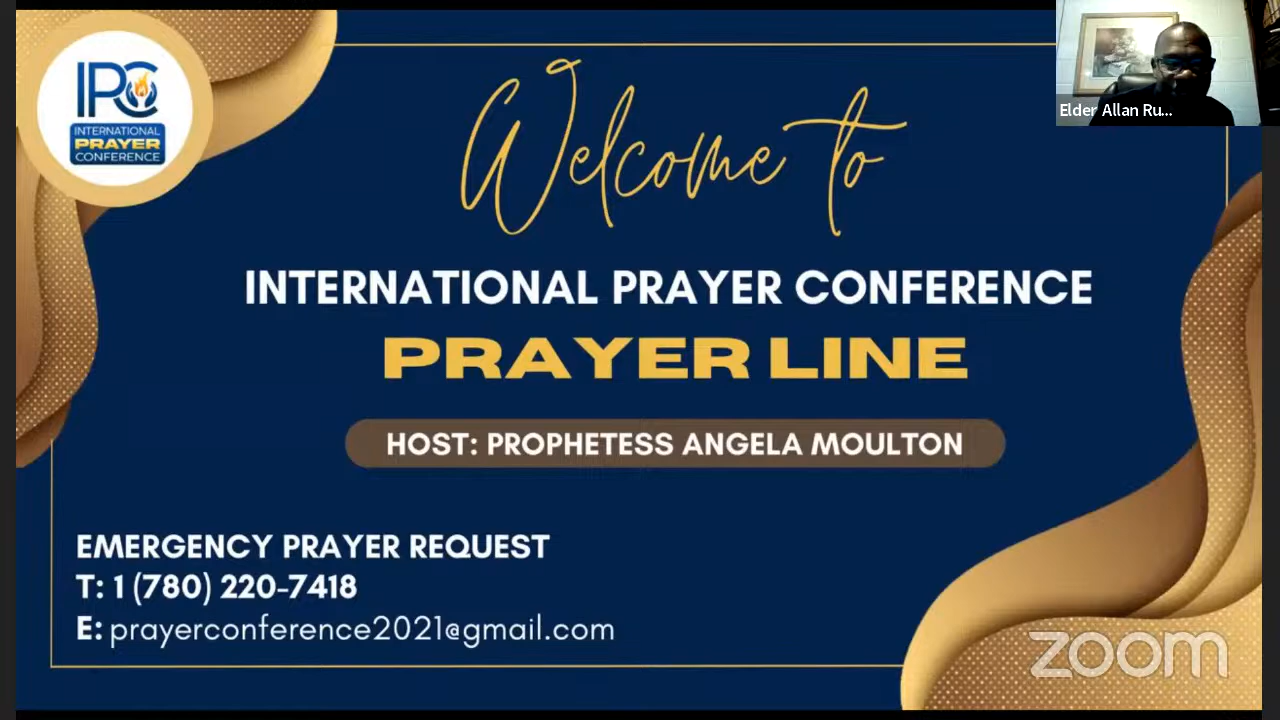 IPC
INTERNATIONAL
PRAYER
CONFERENCE
Welcome to
INTERNATIONAL PRAYER CONFERENCE
PRAYER LINE
HOST: PROPHETESS ANGELA MOULTON
EMERGENCY PRAYER REQUEST
T: 1 (780) 220-7418
E: prayerconference2021@gmail.com
Elder Allan Ru...
zoom